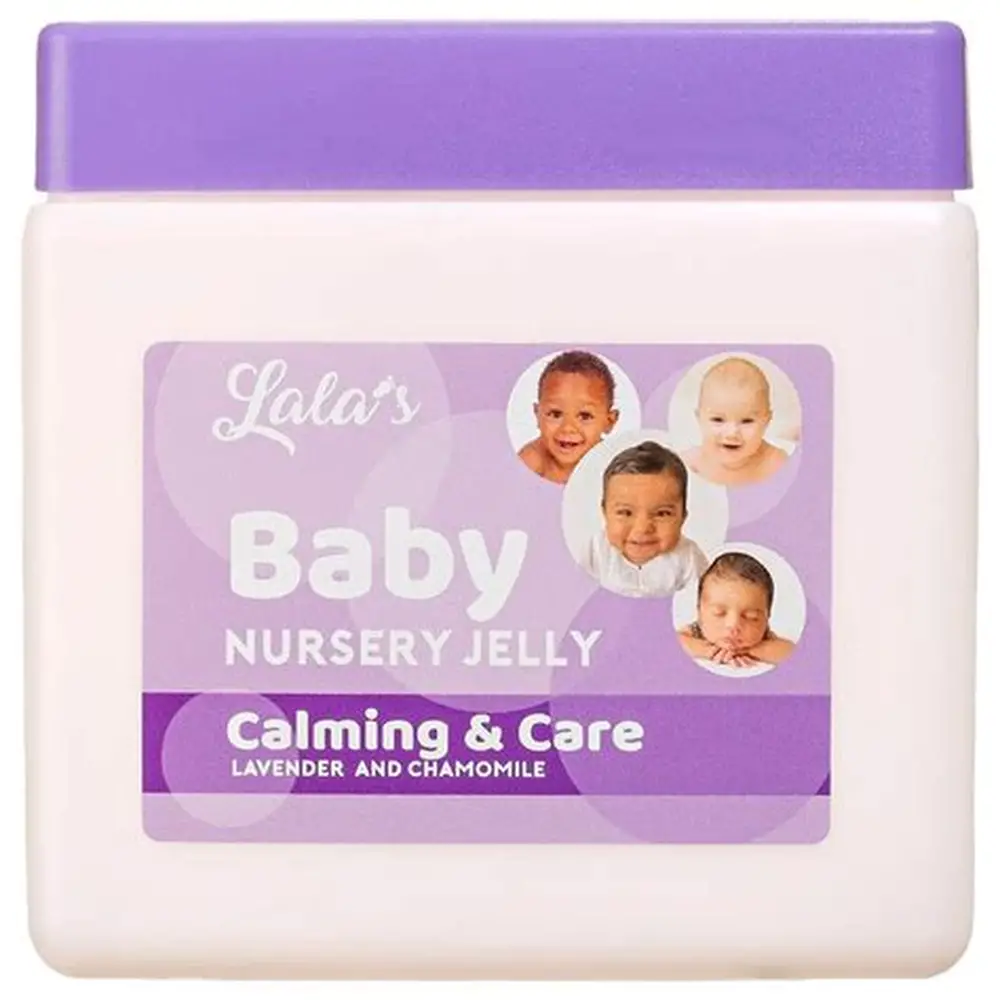 Lala's
Baby
NURSERY JELLY
Calming & Care
LAVENDER AND CHAMOMILE